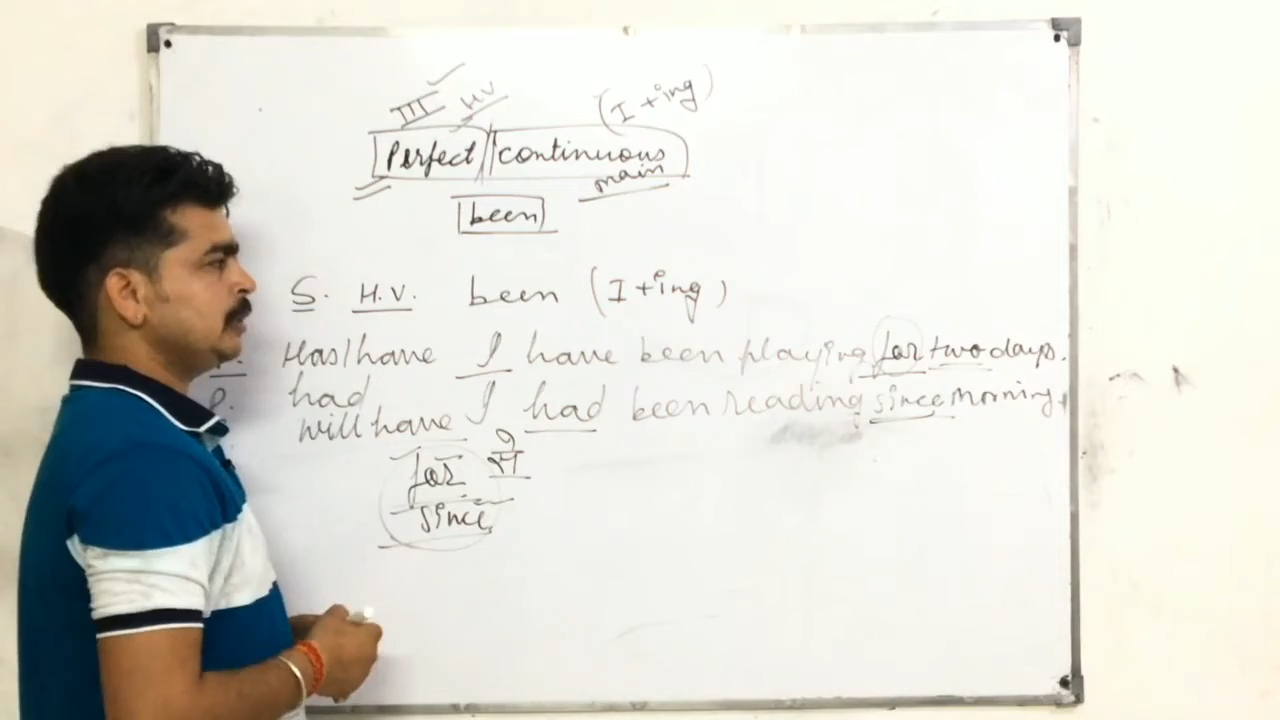 III H.V (I+ing)
Perfect continuous
main
been
S. H.V. been (I+ing)
Has/have I have been playing for two days.
P. had I had been reading since morning.
will have
for से
since